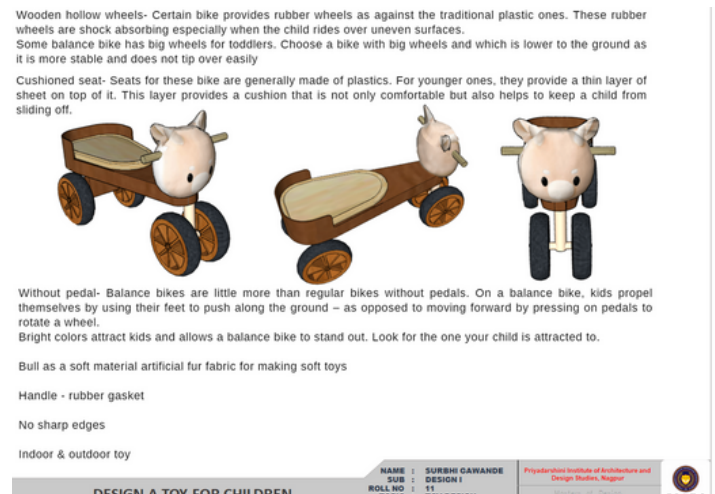 Wooden hollow wheels- Certain bike provides rubber wheels as against the traditional plastic ones. These rubber
wheels are shock absorbing especially when the child rides over uneven surfaces.
Some balance bike has big wheels for toddlers. Choose a bike with big wheels and which is lower to the ground as
it is more stable and does not tip over easily
Cushioned seat- Seats for these bike are generally made of plastics. For younger ones, they provide a thin layer of
sheet on top of it. This layer provides a cushion that is not only comfortable but also helps to keep a child from
sliding off.
Without pedal- Balance bikes are little more than regular bikes without pedals. On a balance bike, kids propel
themselves by using their feet to push along the ground – as opposed to moving forward by pressing on pedals to
rotate a wheel.
Bright colors attract kids and allows a balance bike to stand out. Look for the one your child is attracted to.
Bull as a soft material artificial fur fabric for making soft toys
Handle - rubber gasket
No sharp edges
Indoor & outdoor toy
DESIGN A TOY FOR CHILDREN
NAME : SURBHI GAWANDE
SUB : DESIGN I
ROLL NO : 11
Priyadarshini Institute of Architecture and
Design Studies, Nagpur